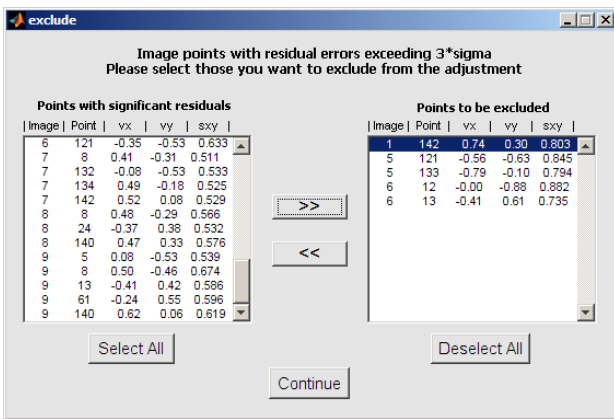 exclude
Image points with residual errors exceeding 3*sigma
Please select those you want to exclude from the adjustment
Points with significant residuals
| Image | Point | vx | vy | sxy |
6 121 -0.35 -0.53 0.633
7 8 0.41 -0.31 0.511
7 132 -0.08 -0.53 0.533
7 134 0.49 -0.18 0.525
7 142 0.52 0.08 0.529
8 8 0.48 -0.29 0.566
8 24 -0.37 0.38 0.532
8 140 0.47 0.33 0.576
9 5 0.08 -0.53 0.539
9 8 0.50 -0.46 0.674
9 13 -0.41 0.42 0.586
9 61 -0.24 0.55 0.596
9 140 0.62 0.06 0.619
Select All
>>
<<
Points to be excluded
| Image | Point | vx | vy | sxy |
1 142 0.74 0.30 0.803
5 121 -0.56 -0.63 0.845
5 133 -0.79 -0.10 0.794
6 12 -0.00 -0.88 0.882
6 13 -0.41 0.61 0.735
Deselect All
Continue